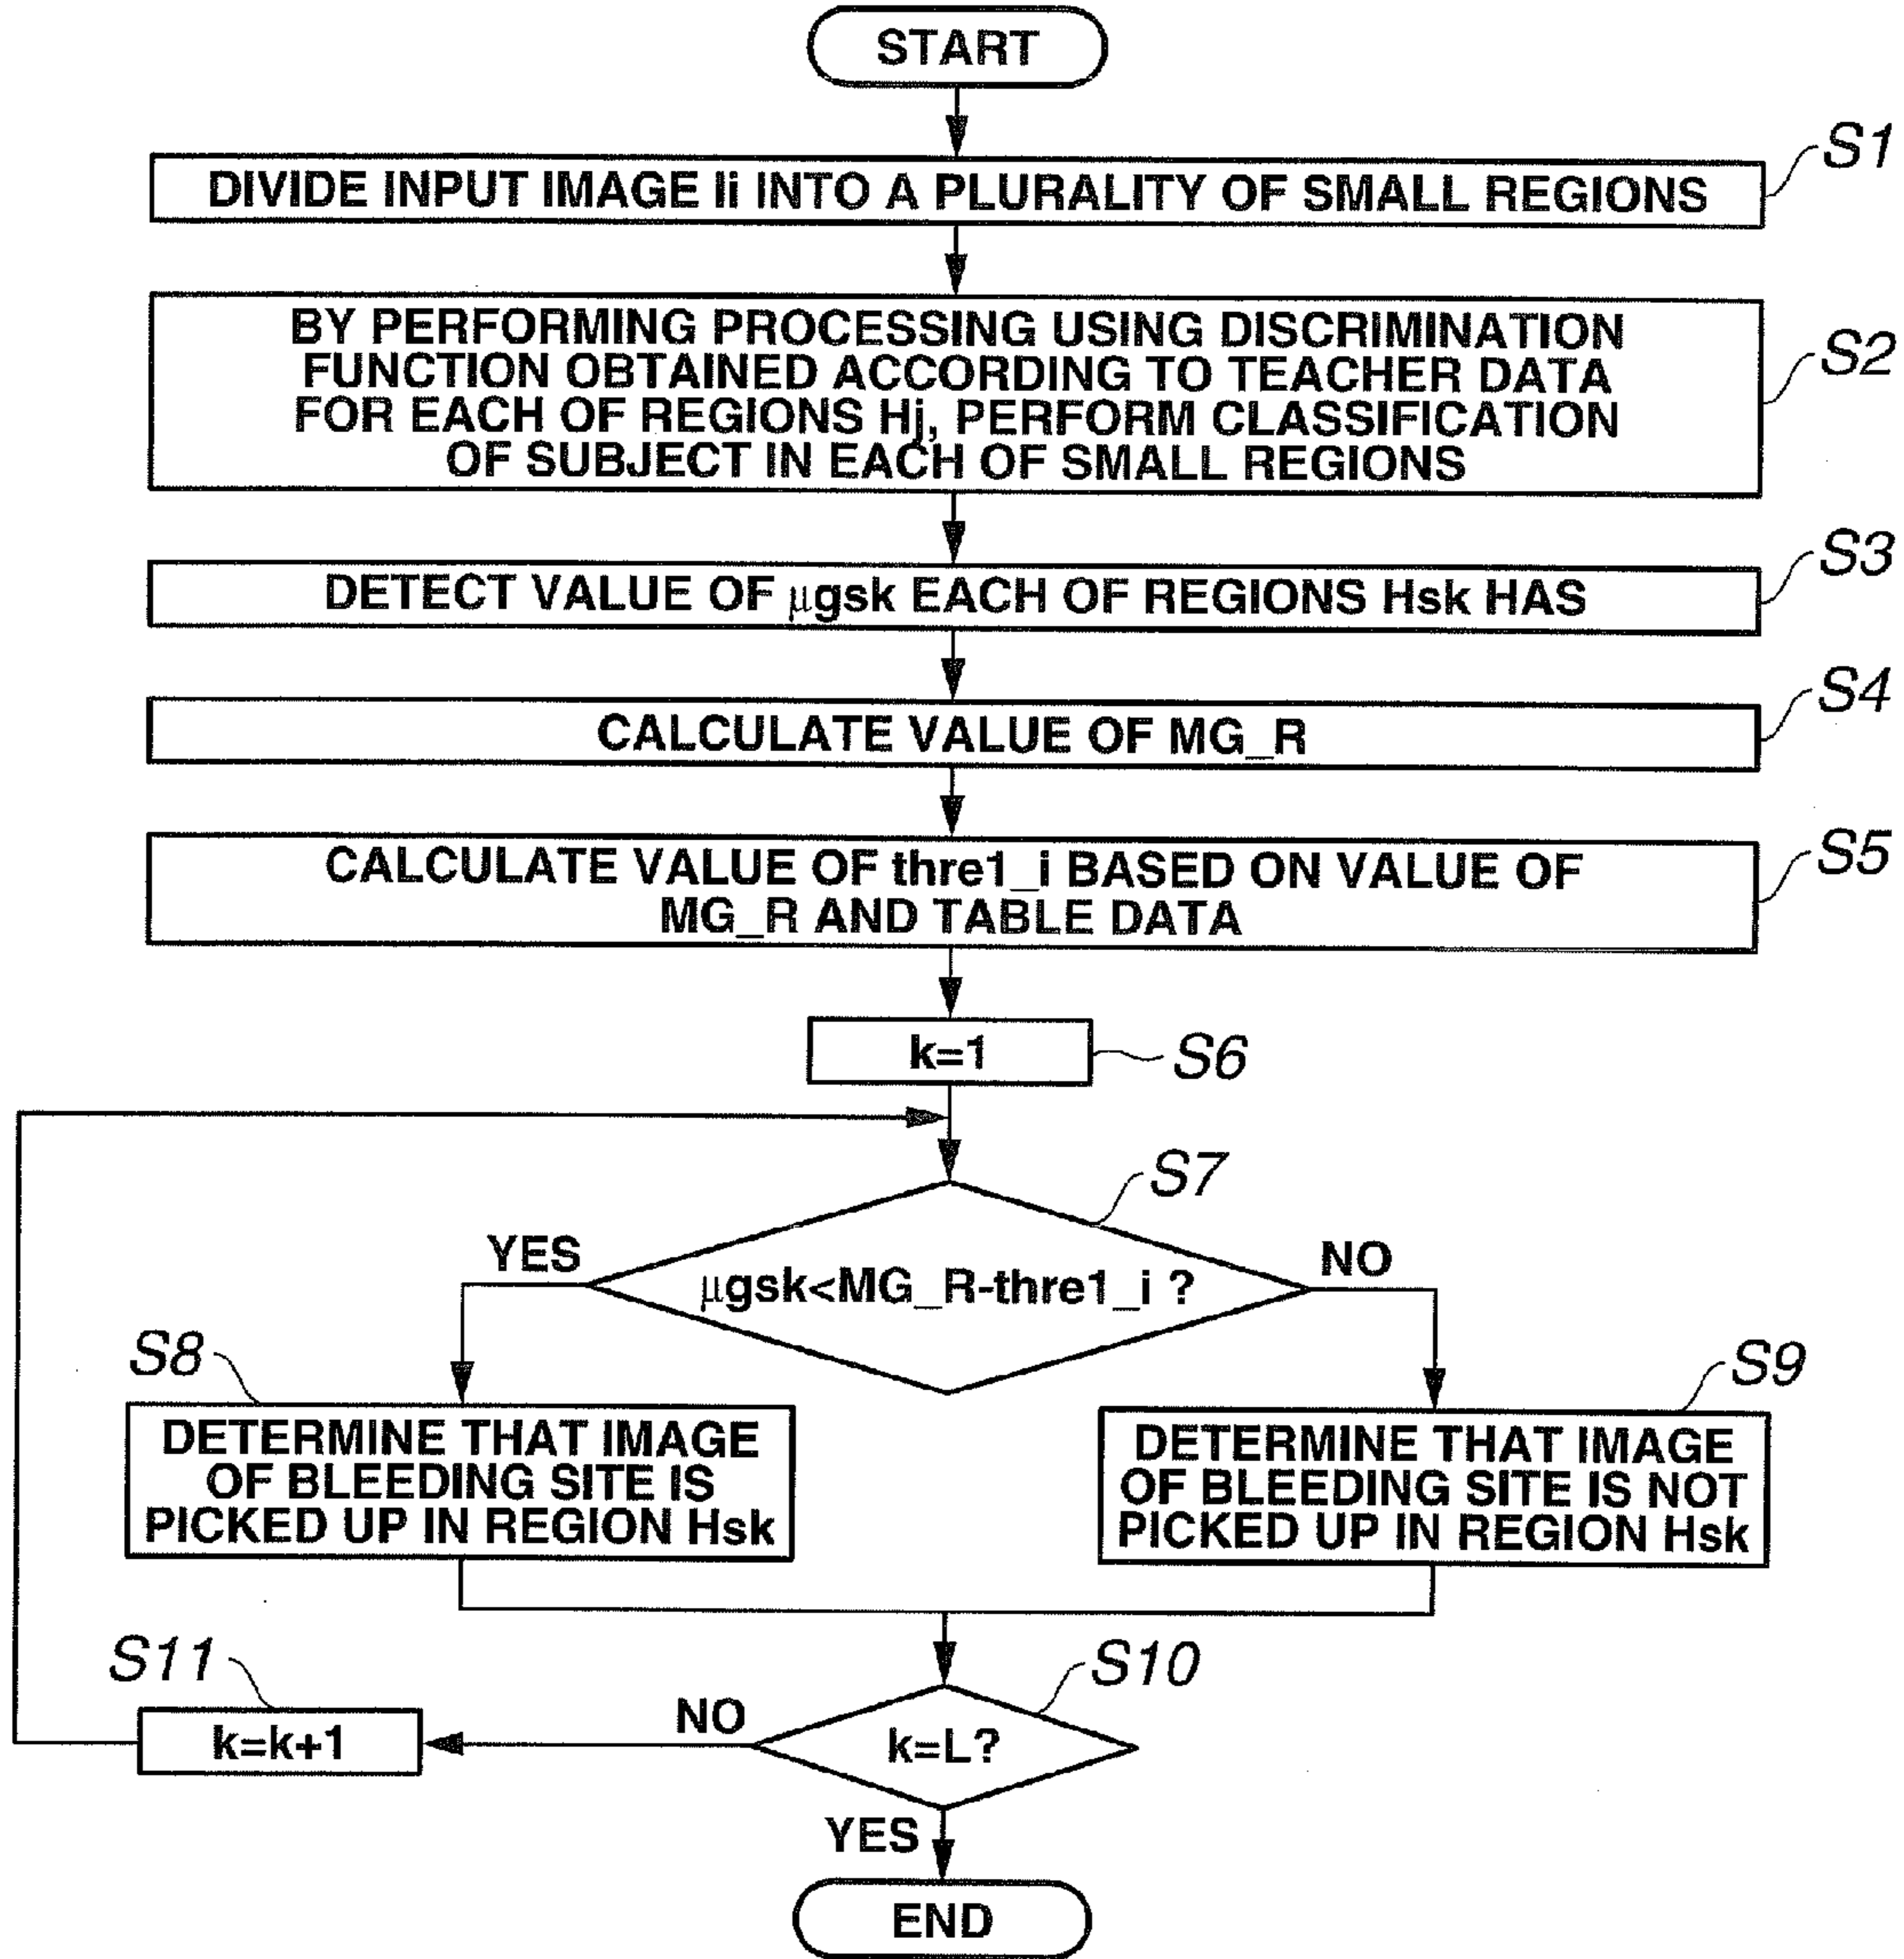 START
S1
DIVIDE INPUT IMAGE Ii INTO A PLURALITY OF SMALL REGIONS
S2
BY PERFORMING PROCESSING USING DISCRIMINATION
FUNCTION OBTAINED ACCORDING TO TEACHER DATA
FOR EACH OF REGIONS Hj, PERFORM CLASSIFICATION
OF SUBJECT IN EACH OF SMALL REGIONS
S3
DETECT VALUE OF μgsk EACH OF REGIONS Hsk HAS
S4
CALCULATE VALUE OF MG_R
S5
CALCULATE VALUE OF thre1_i BASED ON VALUE OF
MG_R AND TABLE DATA
k=1
S6
S7
YES
NO
μgsk<MG_R-thre1_i ?
S8
DETERMINE THAT IMAGE
OF BLEEDING SITE IS
PICKED UP IN REGION Hsk
S9
DETERMINE THAT IMAGE
OF BLEEDING SITE IS NOT
PICKED UP IN REGION Hsk
S11
S10
k=k+1
NO
k=L?
YES
END